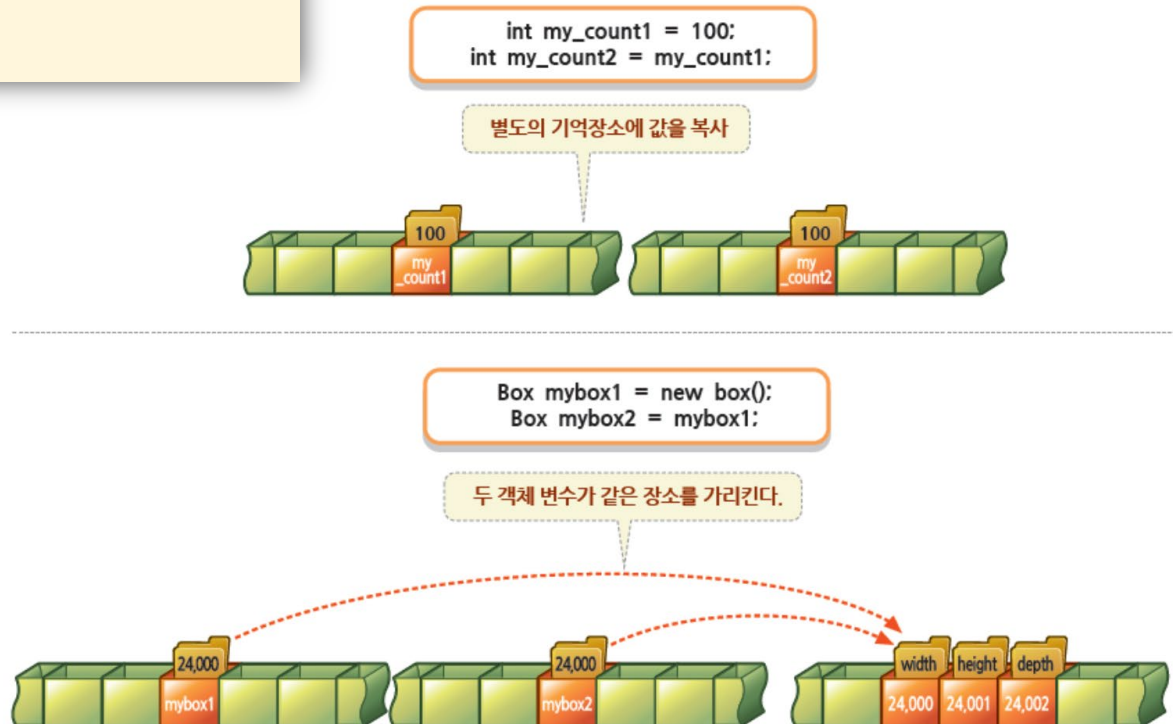 int my_count1 = 100;
int my_count2 = my_count1;
별도의 기억장소에 값을 복사
100
my
_count1
100
my
_count2
Box mybox1 = new box();
Box mybox2 = mybox1;
두 객체 변수가 같은 장소를 가리킨다.
24,000
mybox1
24,000
mybox2
width height depth
24,000 24,001 24,002